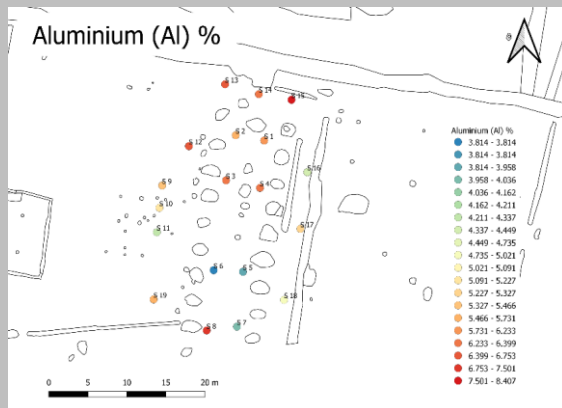 Aluminium (Al) %
S 13
S 14
S 15
S 2
S 1
S 12
S 16
S 3
S 4
S 9
S 10
S 11
S 17
S 6
S 5
S 19
S 18
S 8
S 7
Aluminium (Al) %
3.814 - 3.814
3.814 - 3.814
3.814 - 3.958
3.958 - 4.036
4.036 - 4.162
4.162 - 4.211
4.211 - 4.337
4.337 - 4.449
4.449 - 4.735
4.735 - 5.021
5.021 - 5.091
5.091 - 5.227
5.227 - 5.327
5.327 - 5.466
5.466 - 5.731
5.731 - 6.233
6.233 - 6.399
6.399 - 6.753
6.753 - 7.501
7.501 - 8.407
0 5 10 15 20 m